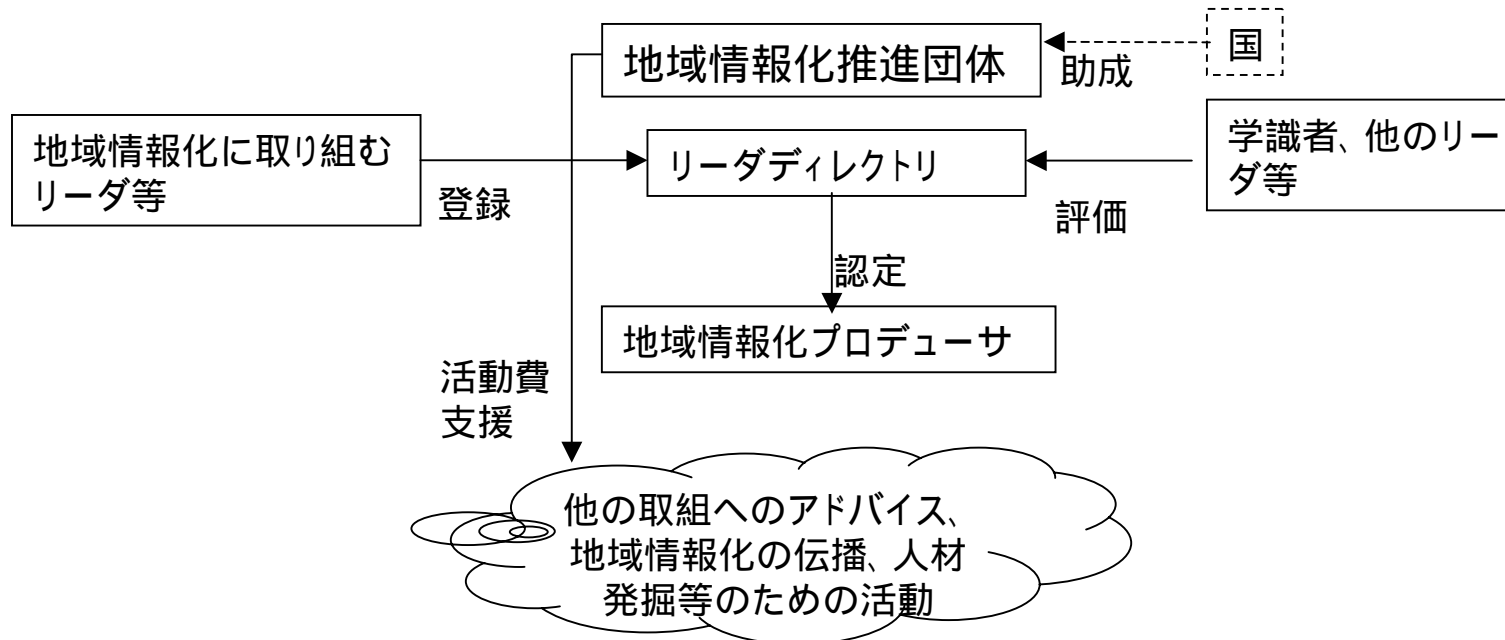 国
地域情報化推進団体
助成
地域情報化に取り組む
リーダ等
登録
リーダディレクトリ
学識者、他のリー
ダ等
評価
認定
地域情報化プロデューサ
活動費
支援
他の取組へのアドバイス、
地域情報化の伝播、人材
発掘等のための活動